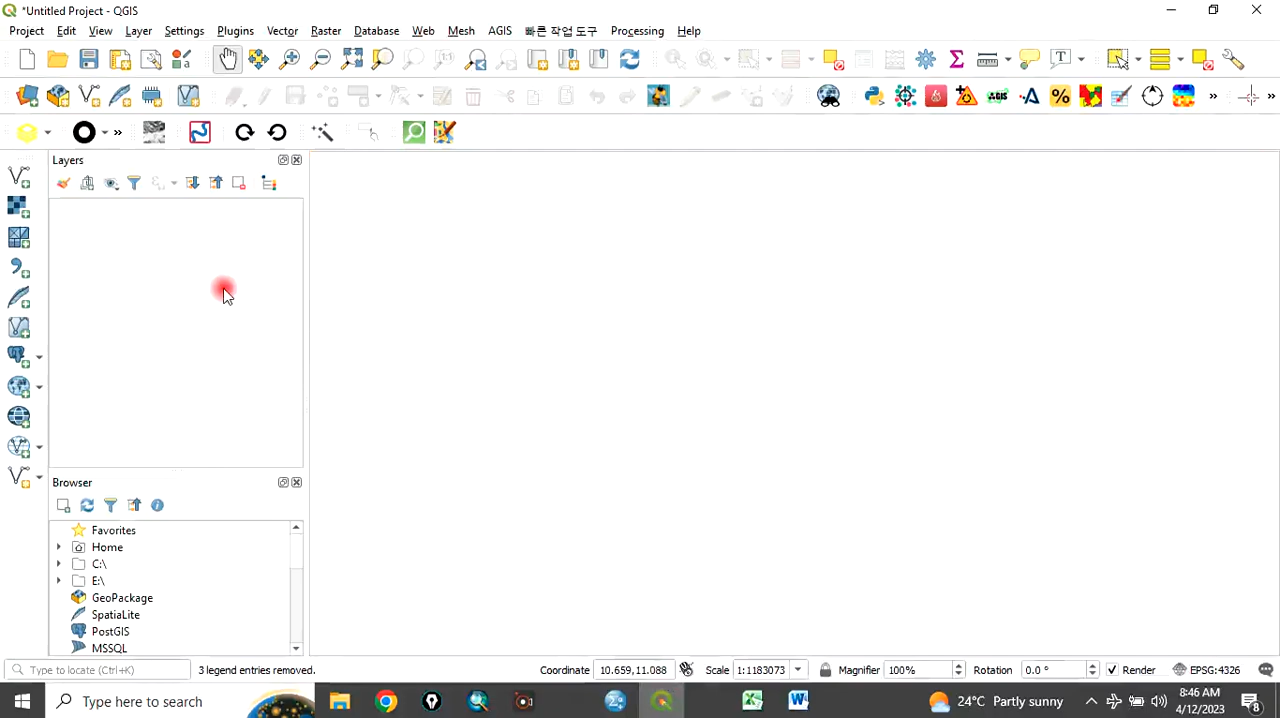 *Untitled Project - QGIS
Project Edit View Layer Settings Plugins Vector Raster Database Web Mesh AGIS 빠른 작업 도구 Processing Help
Layers
Browser
Favorites
Home
C:\
E:\
GeoPackage
SpatiaLite
PostGIS
MSSQL
Type to locate (Ctrl+K) 3 legend entries removed. Coordinate 10.659,11.088 Scale 1:1183073 Magnifier 100% Rotation 0.0 ° Render EPSG:4326
Type here to search 24°C Partly sunny 8:46 AM
4/12/2023 8